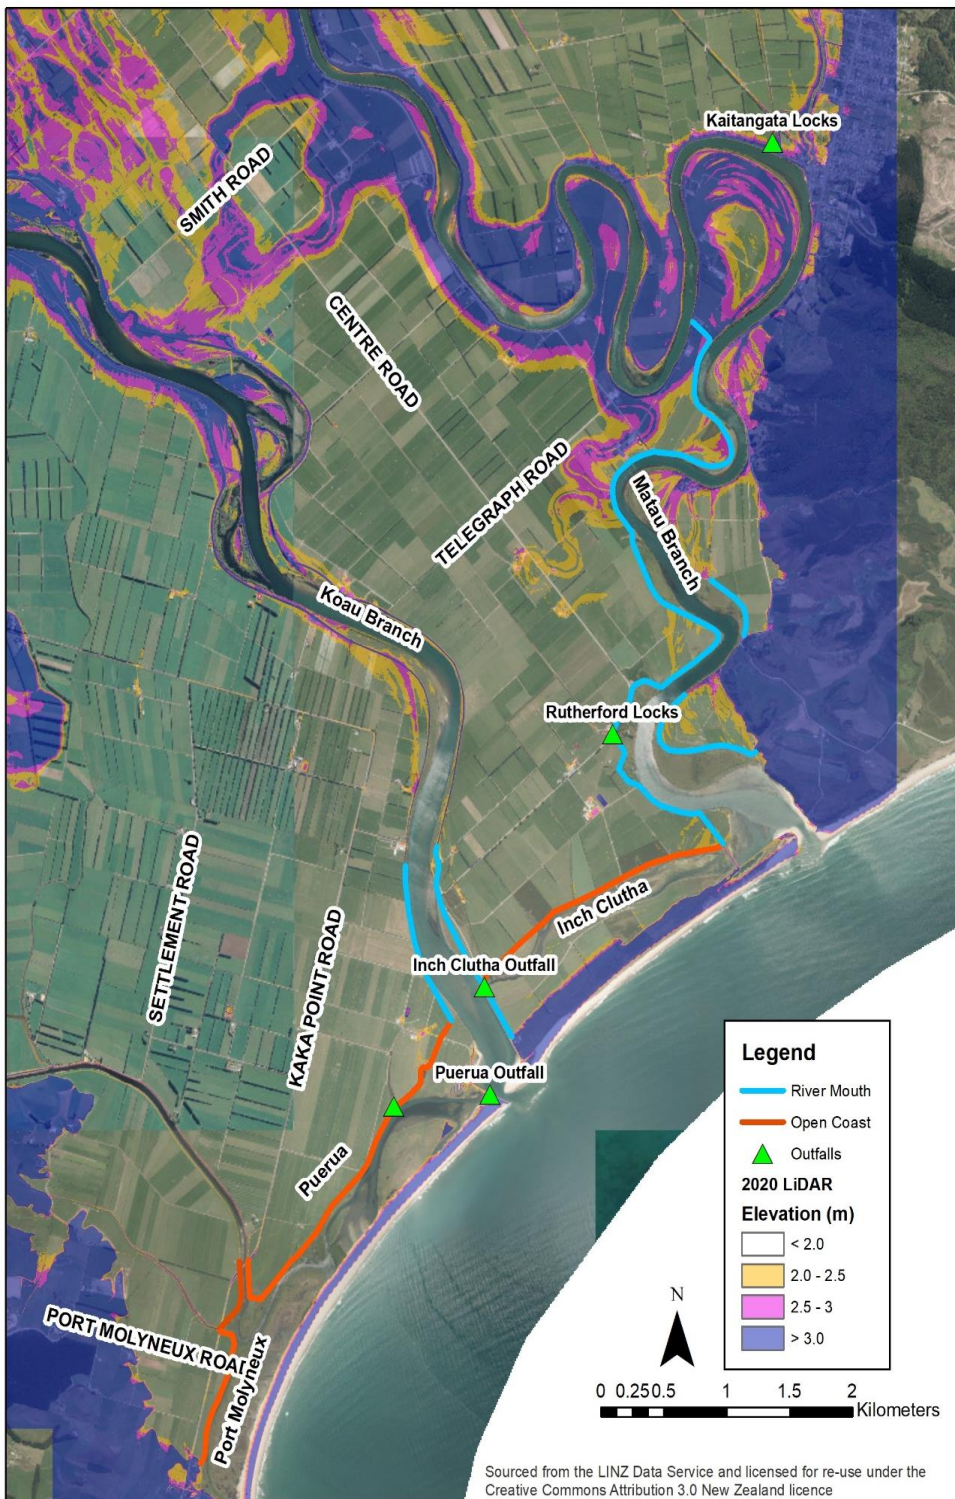 Kaitangata Locks
SMITH ROAD
CENTRE ROAD
TELEGRAPH ROAD
Matau Branch
Koau Branch
Rutherford Locks
SETTLEMENT ROAD
KAKA POINT ROAD
Inch Clutha
Inch Clutha Outfall
Puerua Outfall
Puerua
PORT MOLYNEUX ROAD
Port Molyneux
Legend
River Mouth
Open Coast
Outfalls
2020 LiDAR
Elevation (m)
< 2.0
2.0 - 2.5
2.5 - 3
> 3.0
N
0 0.25 0.5 1 1.5 2
Kilometers
Sourced from the LINZ Data Service and licensed for re-use under the
Creative Commons Attribution 3.0 New Zealand licence